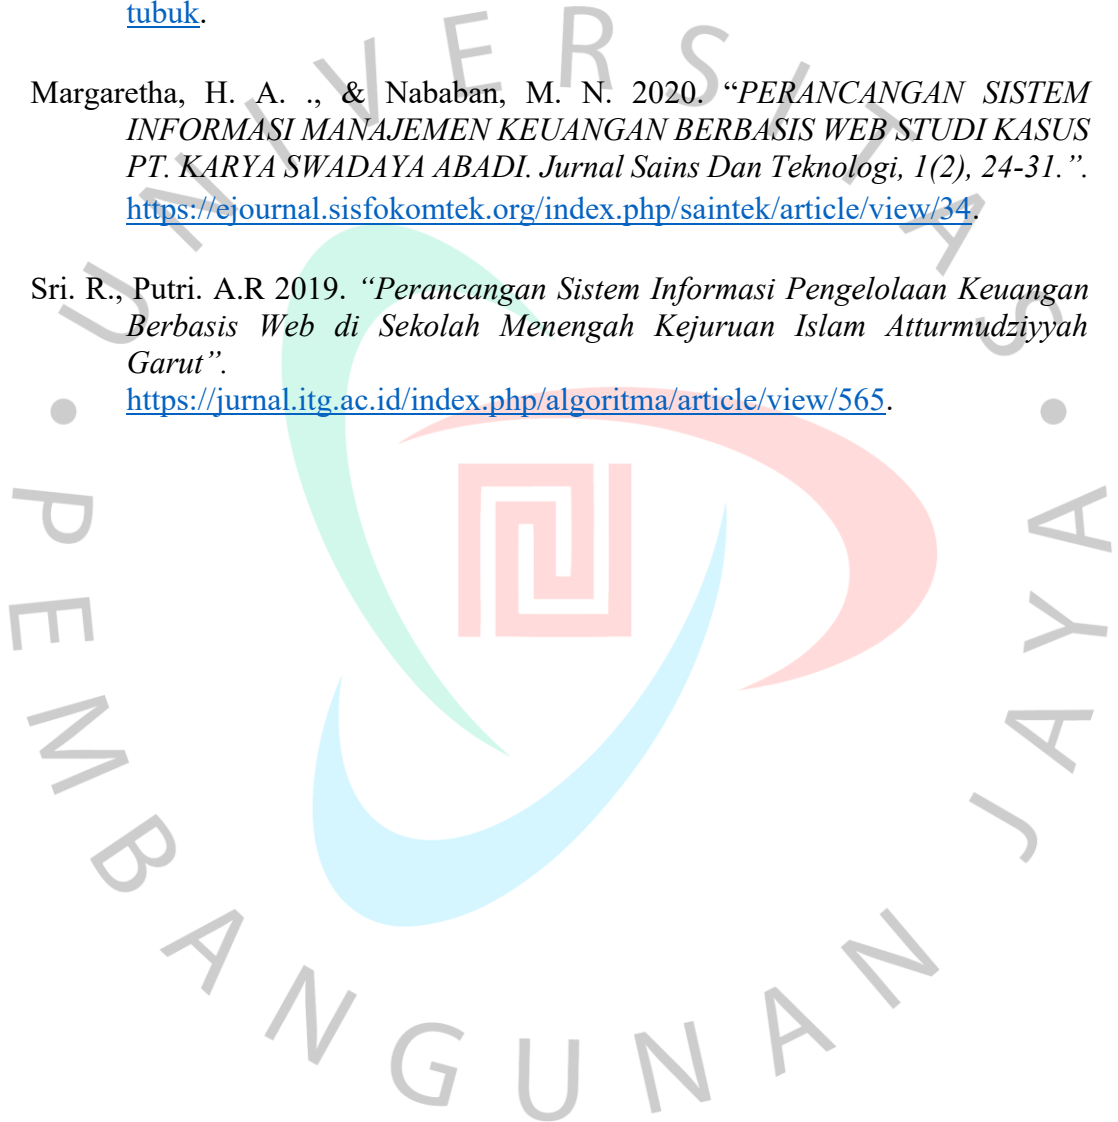 tubuk.
Margaretha, H. A. ., & Nababan, M. N. 2020. “PERANCANGAN SISTEM
INFORMASI MANAJEMEN KEUANGAN BERBASIS WEB STUDI KASUS
PT. KARYA SWADAYA ABADI. Jurnal Sains Dan Teknologi, 1(2), 24-31.”.
https://ejournal.sisfokomtek.org/index.php/saintek/article/view/34.
Sri. R., Putri. A.R 2019. “Perancangan Sistem Informasi Pengelolaan Keuangan
Berbasis Web di Sekolah Menengah Kejuruan Islam Atturmudziyyah
Garut”.
https://jurnal.itg.ac.id/index.php/algoritma/article/view/565.
UNIVERSITAS • PEMBANGUNAN JAYA •